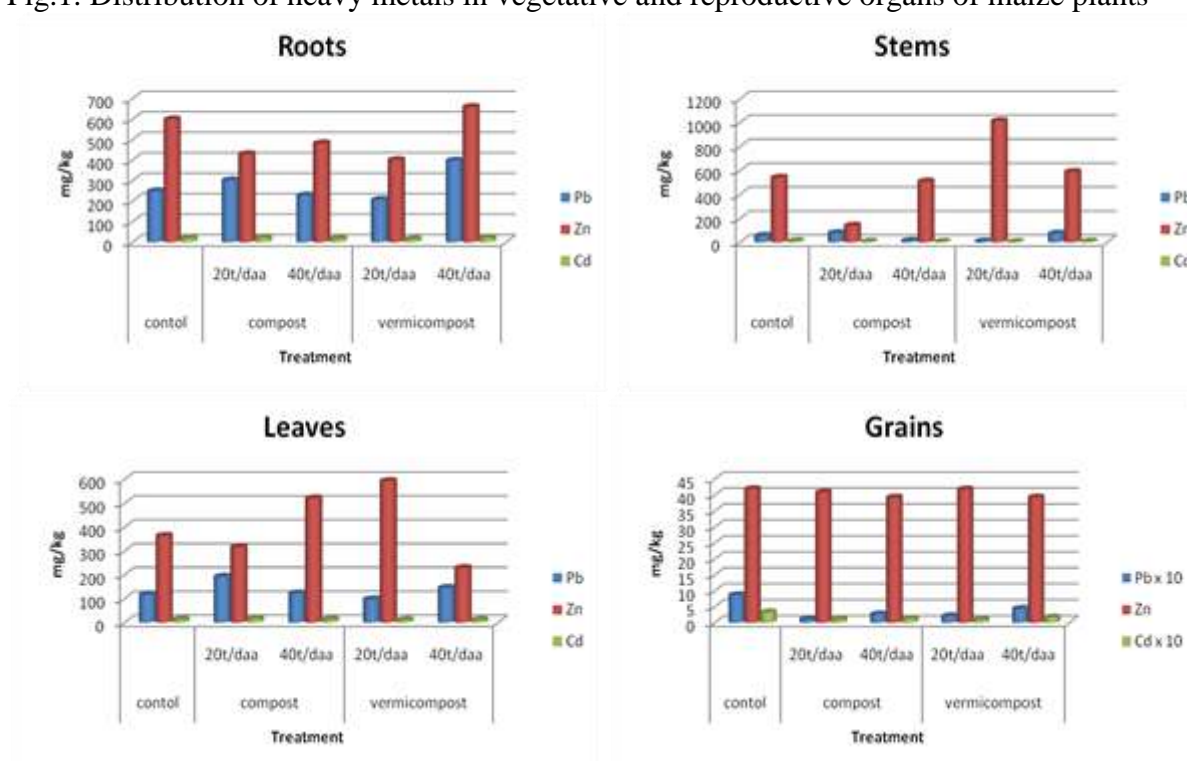 Fig.1. Distribution of heavy metals in vegetative and reproductive organs of maize plants
Roots
mg/kg
700
600
500
400
300
200
100
0
20t/daa 40t/daa 20t/daa 40t/daa
contol compost vermicompost
Treatment
Pb
Zn
Cd
Stems
mg/kg
1200
1000
800
600
400
200
0
20t/daa 40t/daa 20t/daa 40t/daa
contol compost vermicompost
Treatment
Pb
Zn
Cd
Leaves
mg/kg
600
500
400
300
200
100
0
20t/daa 40t/daa 20t/daa 40t/daa
contol compost vermicompost
Treatment
Pb
Zn
Cd
Grains
mg/kg
45
40
35
30
25
20
15
10
5
0
20t/daa 40t/daa 20t/daa 40t/daa
contol compost vermicompost
Treatment
Pb x 10
Zn
Cd x 10